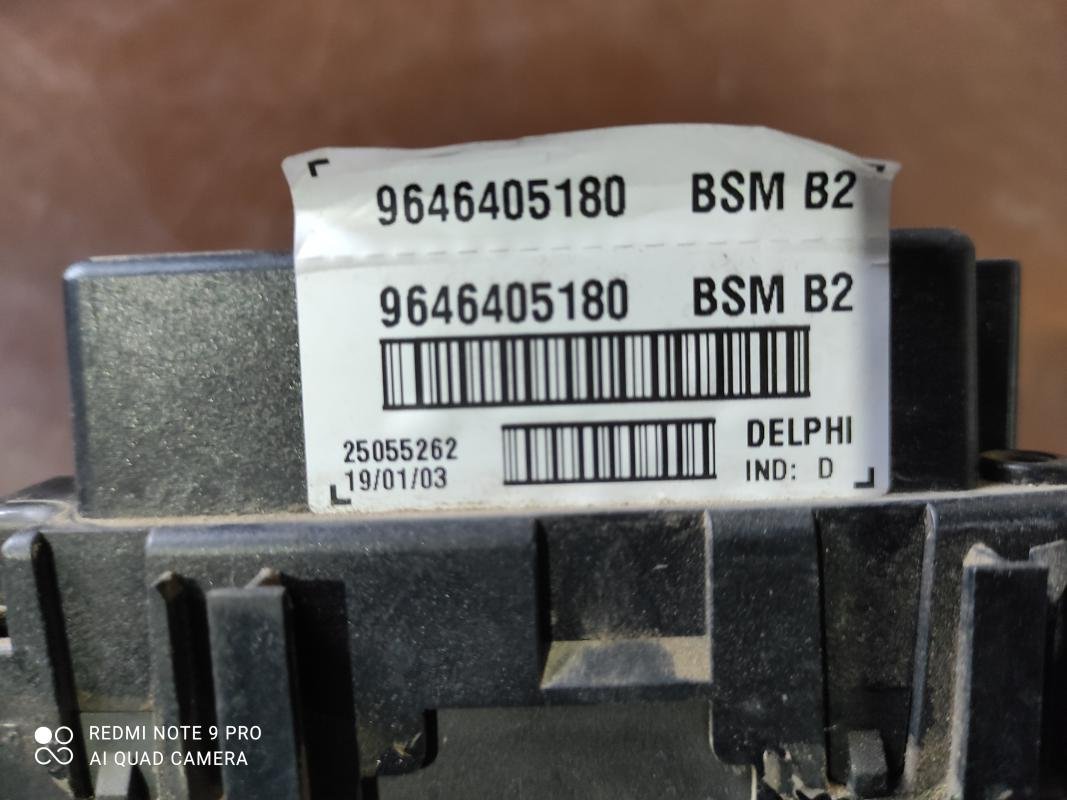 9646405180 BSM B2
9646405180 BSM B2
25055262
19/01/03
DELPHI
IND: D
REDMI NOTE 9 PRO
AI QUAD CAMERA